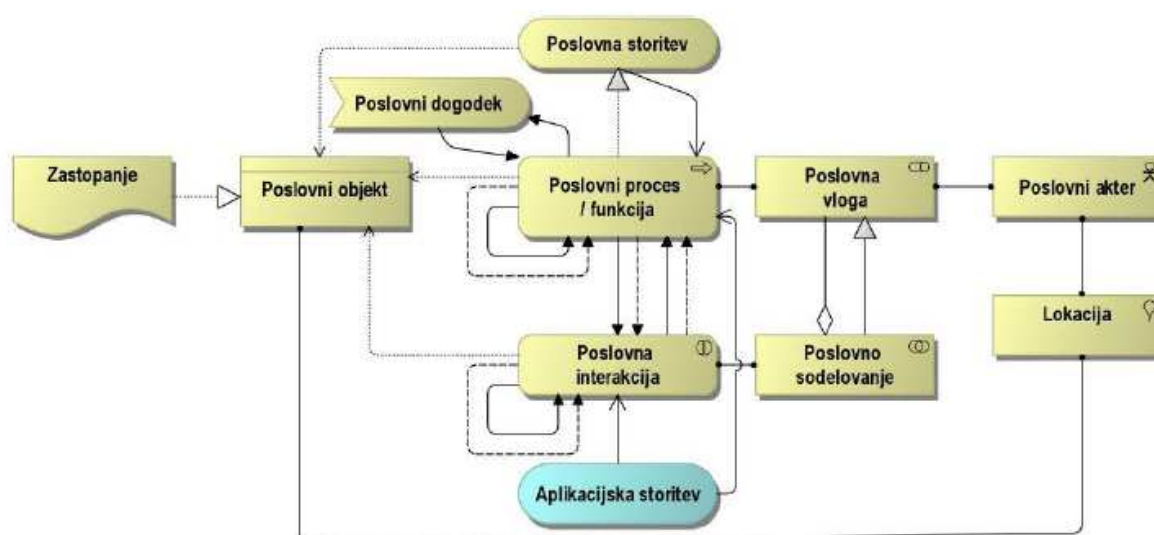 Poslovna storitev
Poslovni dogodek
Zastopanje
Poslovni objekt
Poslovni proces
/ funkcija
Poslovna
vloga
Poslovni akter
Lokacija
Poslovna
interakcija
Poslovno
sodelovanje
Aplikacijska storitev